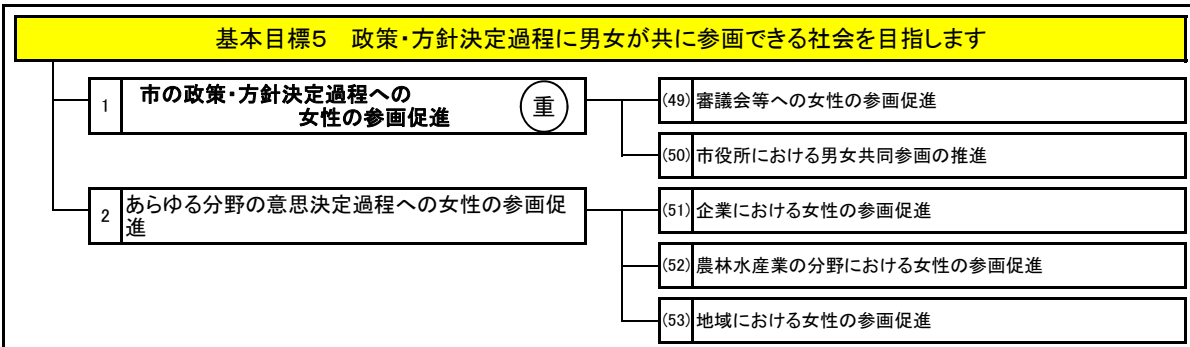 基本目標5　政策・方針決定過程に男女が共に参画できる社会を目指します
1 市の政策・方針決定過程への
女性の参画促進 重
(49) 審議会等への女性の参画促進
(50) 市役所における男女共同参画の推進
2 あらゆる分野の意思決定過程への女性の参画促
進
(51) 企業における女性の参画促進
(52) 農林水産業の分野における女性の参画促進
(53) 地域における女性の参画促進